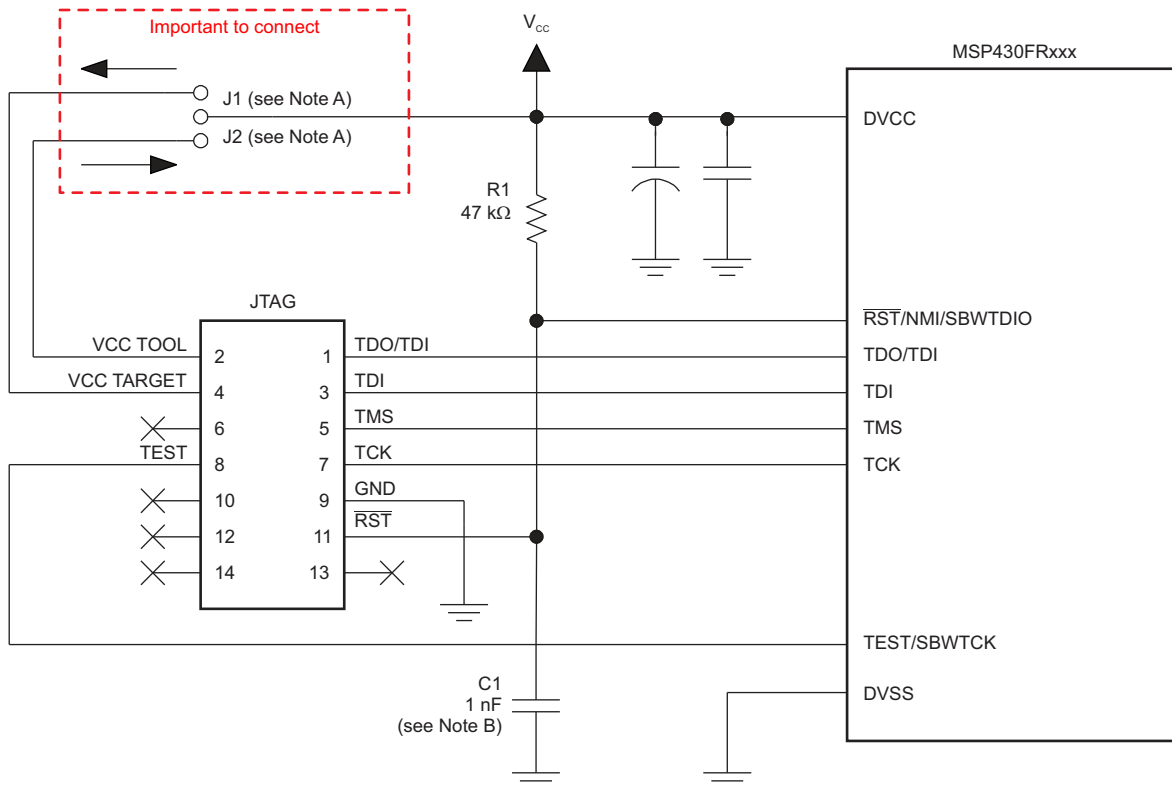 Important to connect
VCC
MSP430FRxxx
J1 (see Note A)
J2 (see Note A)
DVCC
R1
47 kΩ
JTAG
RST/NMI/SBWTDIO
VCC TOOL
2
1
TDO/TDI
TDO/TDI
VCC TARGET
4
3
TDI
TDI
6
5
TMS
TMS
TEST
8
7
TCK
TCK
10
9
GND
12
11
RST
14
13
TEST/SBWTCK
C1
1 nF
(see Note B)
DVSS